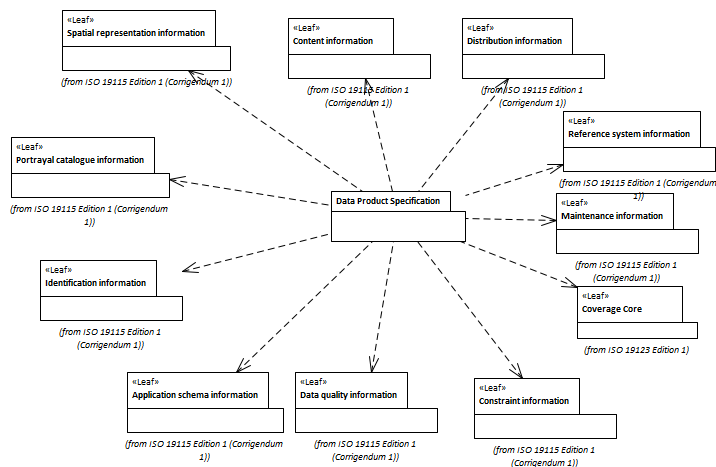 «Leaf»
Spatial representation information
(from ISO 19115 Edition 1 (Corrigendum 1))
«Leaf»
Content information
(from ISO 19115 Edition 1
(Corrigendum 1))
«Leaf»
Distribution information
(from ISO 19115 Edition 1
(Corrigendum 1))
«Leaf»
Reference system information
(from ISO 19115 Edition 1 (Corrigendum
1))
«Leaf»
Portrayal catalogue information
(from ISO 19115 Edition 1 (Corrigendum
1))
Data Product Specification
«Leaf»
Maintenance information
(from ISO 19115 Edition 1
(Corrigendum 1))
«Leaf»
Identification information
(from ISO 19115 Edition 1
(Corrigendum 1))
«Leaf»
Coverage Core
(from ISO 19123 Edition 1)
«Leaf»
Application schema information
(from ISO 19115 Edition 1 (Corrigendum
1))
«Leaf»
Data quality information
(from ISO 19115 Edition 1
(Corrigendum 1))
«Leaf»
Constraint information
(from ISO 19115 Edition 1
(Corrigendum 1))